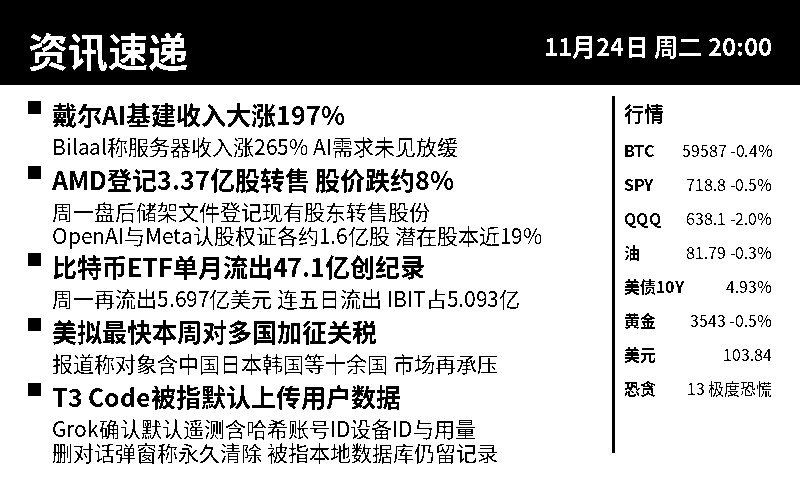 资讯速递
11月24日 周二 20:00
戴尔AI基建收入大涨197%
Bilaal称服务器收入涨265% AI需求未见放缓
AMD登记3.37亿股转售 股价跌约8%
周一盘后储架文件登记现有股东转售股份
OpenAI与Meta认股权证各约1.6亿股 潜在股本近19%
比特币ETF单月流出47.1亿创纪录
周一再流出5.697亿美元 连五日流出 IBIT占5.093亿
美拟最快本周对多国加征关税
报道称对象含中国日本韩国等十余国 市场再承压
T3 Code被指默认上传用户数据
Grok确认默认遥测含哈希账号ID设备ID与用量
删对话弹窗称永久清除 被指本地数据库仍留记录
行情
BTC 59587 -0.4%
SPY 718.8 -0.5%
QQQ 638.1 -2.0%
油 81.79 -0.3%
美债10Y 4.93%
黄金 3543 -0.5%
美元 103.84
恐贪 13 极度恐慌